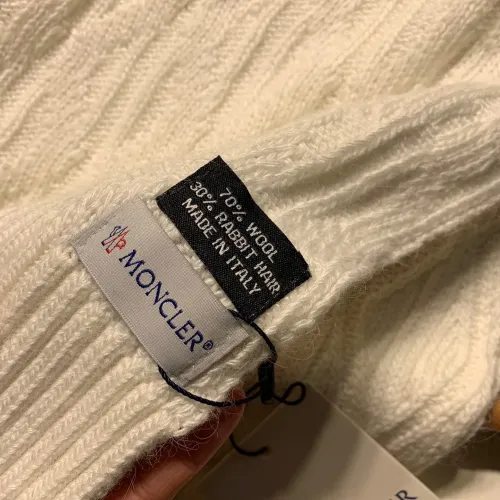 70% WOOL
30% RABBIT HAIR
MADE IN ITALY
MONCLER®